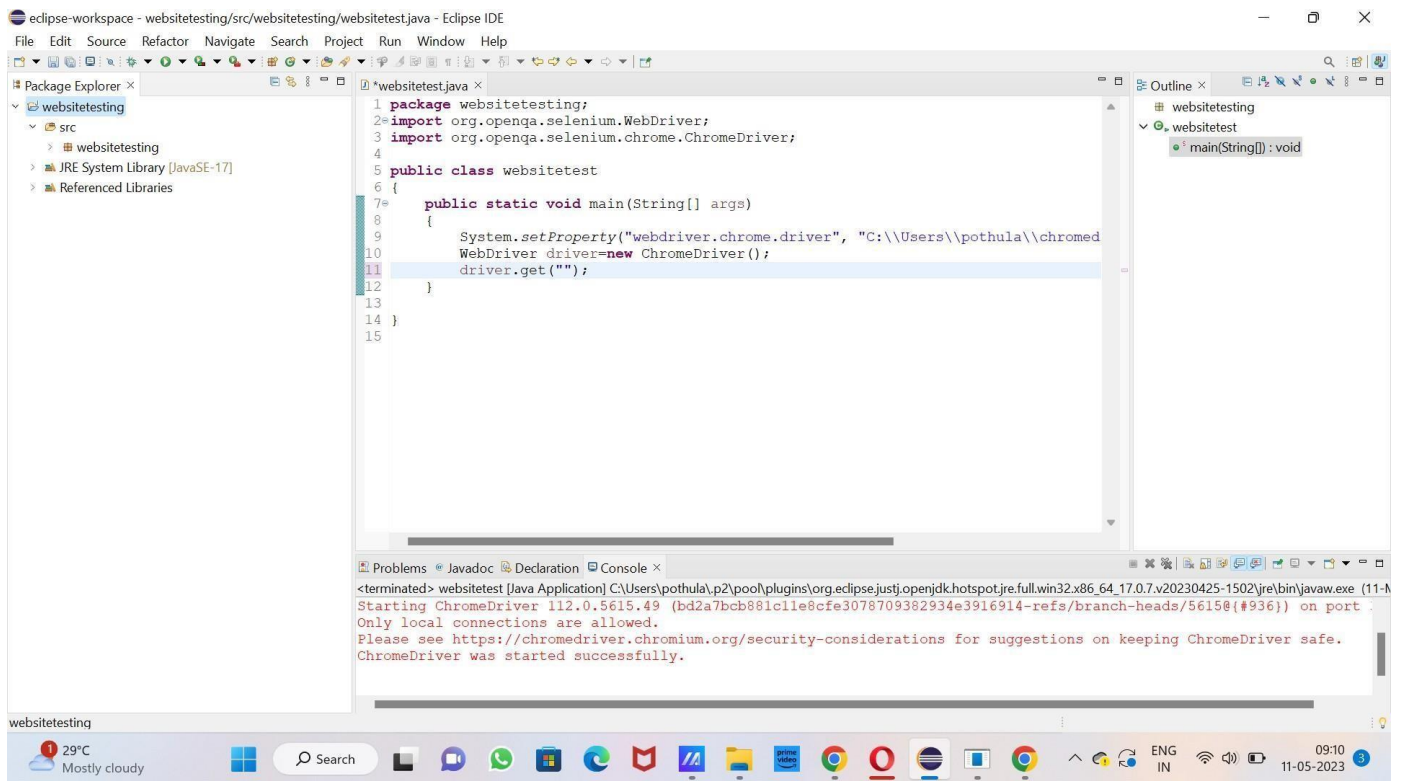 eclipse-workspace - websitetesting/src/websitetesting/websitetest.java - Eclipse IDE
File Edit Source Refactor Navigate Search Project Run Window Help
Package Explorer
websitetesting
src
websitetesting
JRE System Library [JavaSE-17]
Referenced Libraries
*websitetest.java
1 package websitetesting;
2 import org.openqa.selenium.WebDriver;
3 import org.openqa.selenium.chrome.ChromeDriver;
4
5 public class websitetest
6 {
7 public static void main(String[] args)
8 {
9 System.setProperty("webdriver.chrome.driver", "C:\\Users\\pothula\\chromed
10 WebDriver driver=new ChromeDriver();
11 driver.get("");
12 }
13
14 }
15
Outline
websitetesting
websitetest
main(String[]) : void
Problems Javadoc Declaration Console
<terminated> websitetest [Java Application] C:\Users\pothula\.p2\pool\plugins\org.eclipse.justj.openjdk.hotspot.jre.full.win32.x86_64_17.0.7.v20230425-1502\jre\bin\javaw.exe (11-M
Starting ChromeDriver 112.0.5615.49 (bd2a7bcb881c11e8cfe3078709382934e3916914-refs/branch-heads/5615@{#936}) on port
Only local connections are allowed.
Please see https://chromedriver.chromium.org/security-considerations for suggestions on keeping ChromeDriver safe.
ChromeDriver was started successfully.
websitetesting
1
29°C
Mostly cloudy
Search
prime video
ENG
IN
09:10
11-05-2023
3